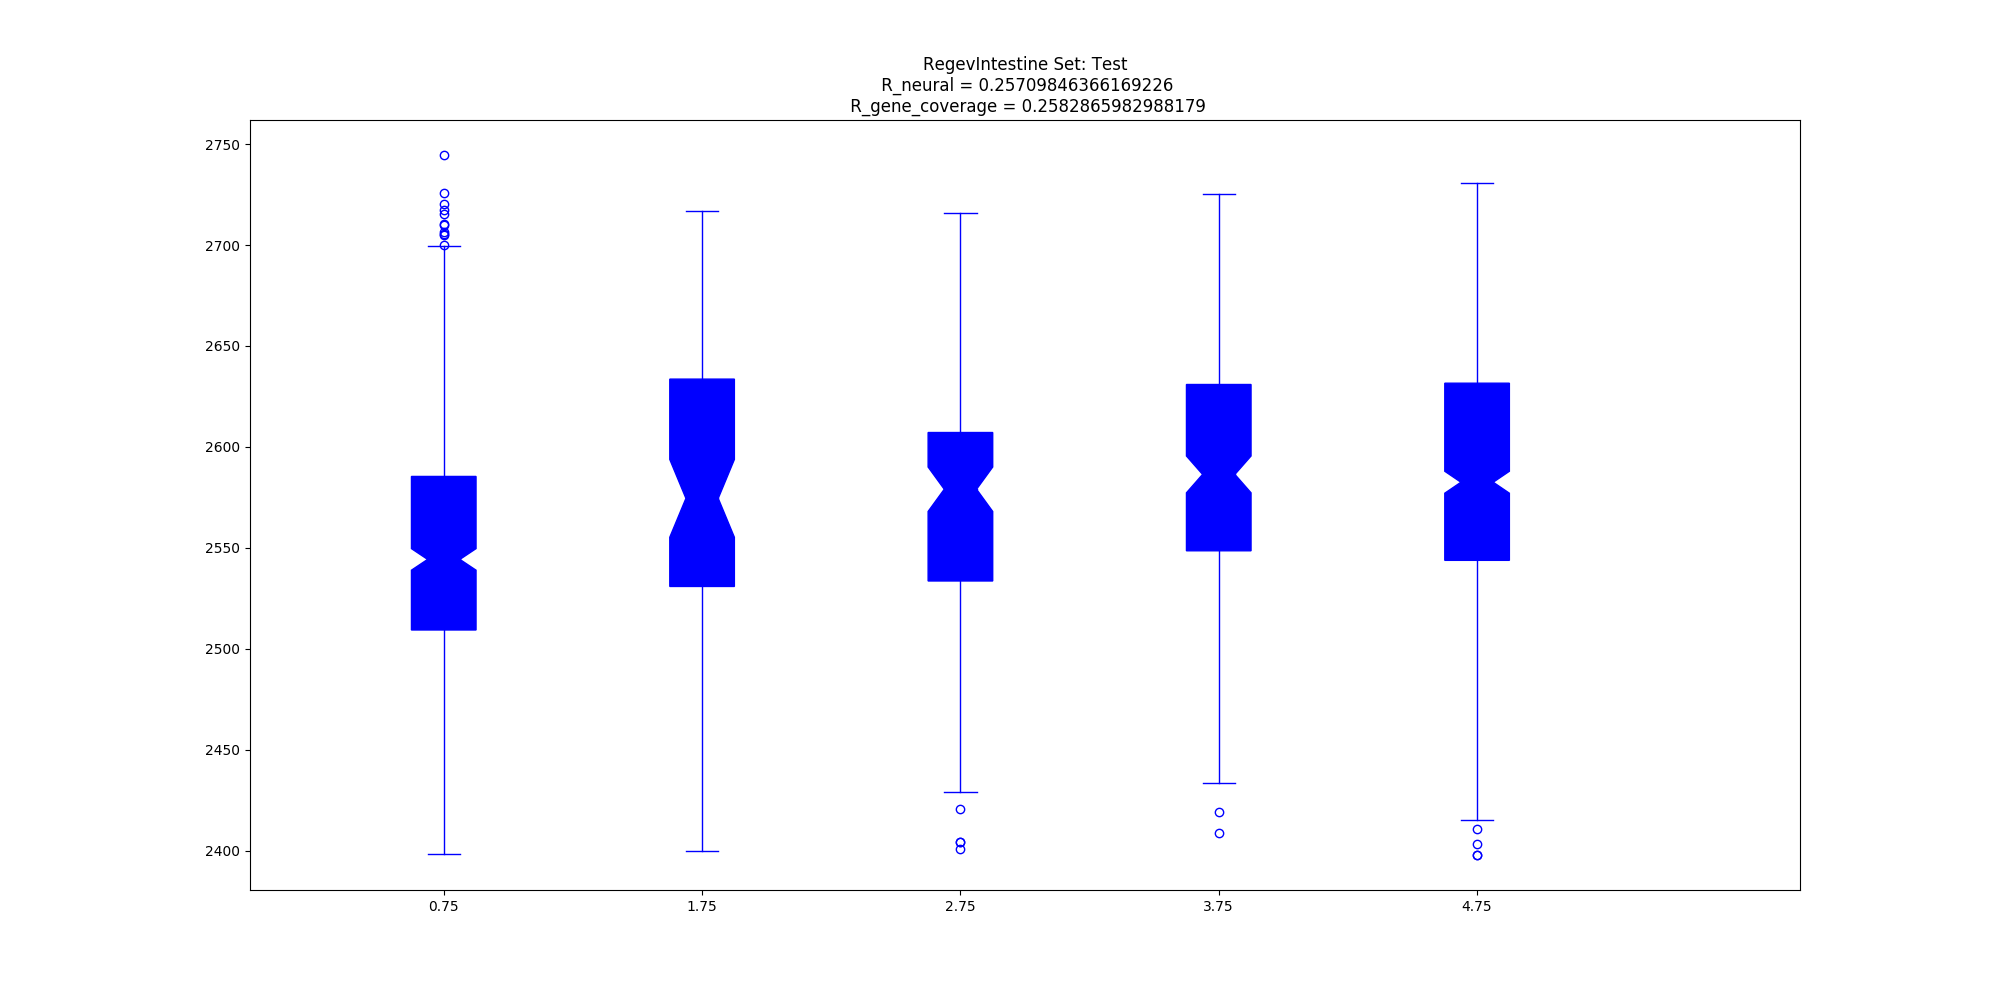 RegevIntestine Set: Test
R_neural = 0.25709846366169226
R_gene_coverage = 0.2582865982988179
2750
2700
2650
2600
2550
2500
2450
2400
0.75 1.75 2.75 3.75 4.75